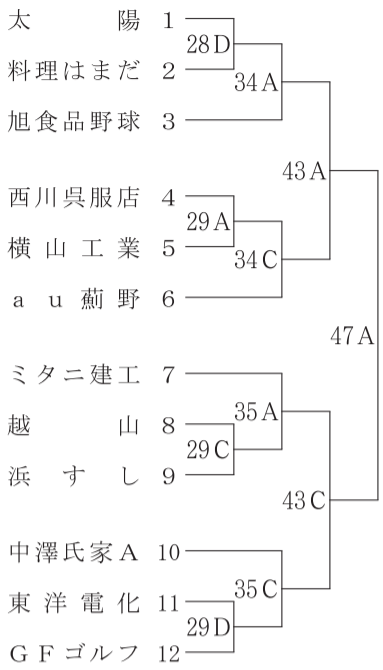 太陽 1
28D
料理はまだ 2
34A
旭食品野球 3
43A
西川呉服店 4
29A
横山工業 5
34C
au薊野 6
47A
ミタニ建工 7
35A
越山 8
29C
浜すし 9
43C
中澤氏家A 10
35C
東洋電化 11
29D
GFゴルフ 12